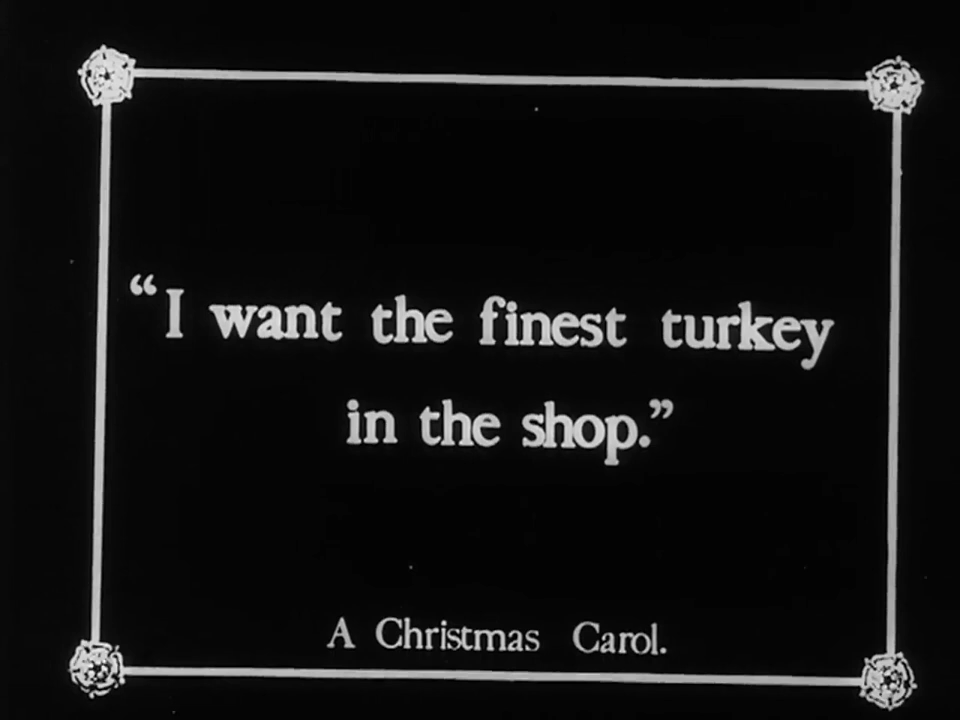 “I want the finest turkey
in the shop.”
A Christmas Carol.